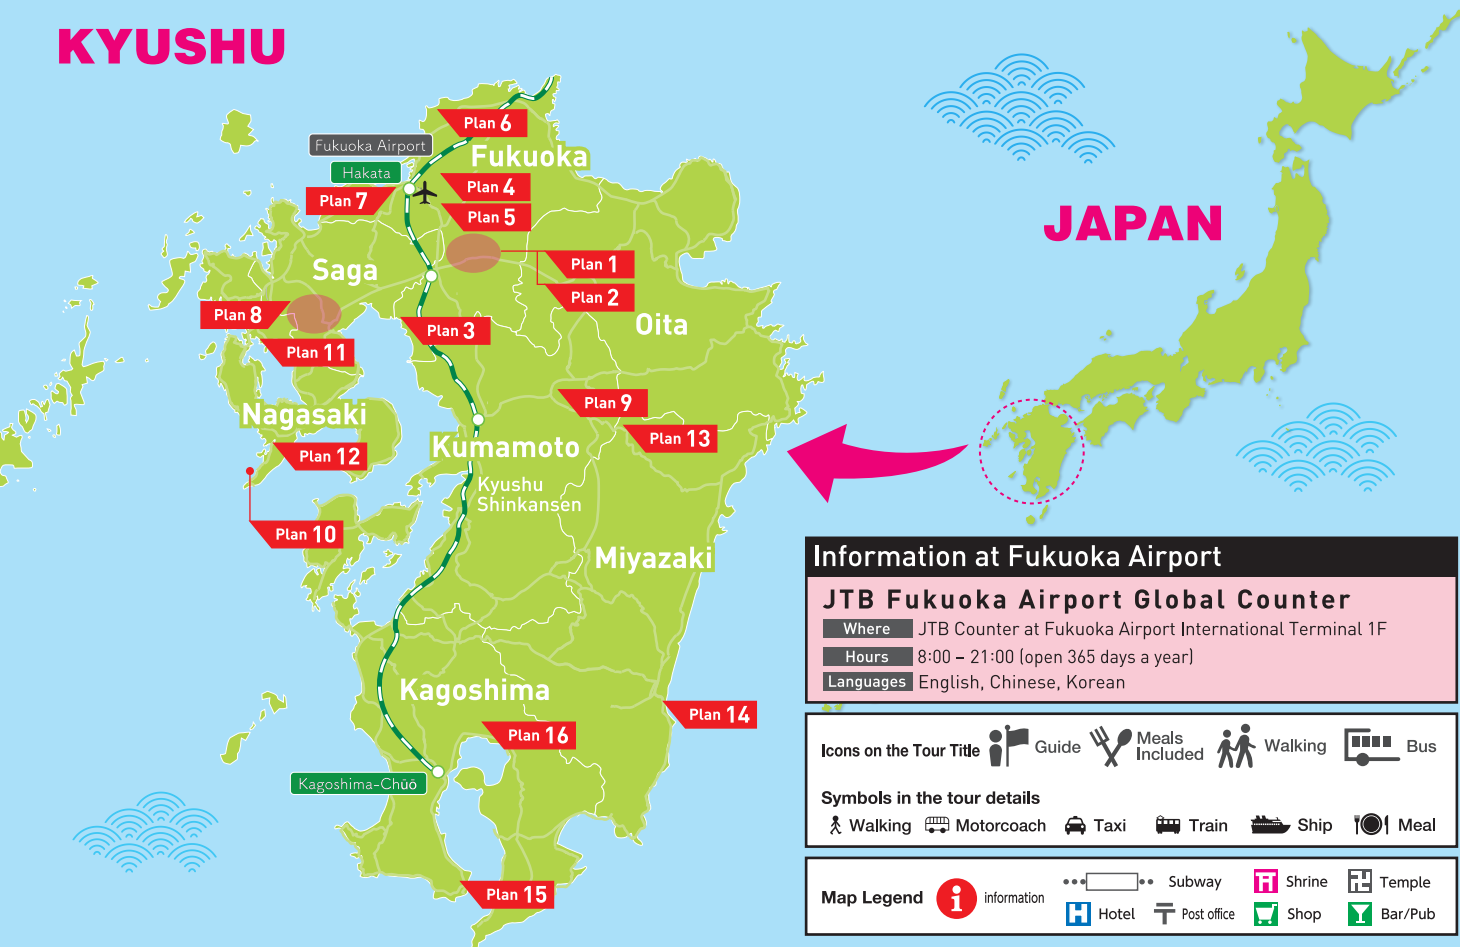 KYUSHU
JAPAN
Plan 6
Fukuoka Airport
Fukuoka
Hakata
Plan 4
Plan 7
Plan 5
Plan 1
Saga
Plan 2
Plan 8
Oita
Plan 3
Plan 11
Plan 9
Nagasaki
Plan 13
Kumamoto
Plan 12
Kyushu
Shinkansen
Plan 10
Miyazaki
Kagoshima
Plan 14
Plan 16
Kagoshima-Chūō
Plan 15
Information at Fukuoka Airport
JTB Fukuoka Airport Global Counter
Where JTB Counter at Fukuoka Airport International Terminal 1F
Hours 8:00 – 21:00 (open 365 days a year)
Languages English, Chinese, Korean
Icons on the Tour Title Guide Meals Included Walking Bus
Symbols in the tour details
Walking Motorcoach Taxi Train Ship Meal
Map Legend i information Subway Shrine Temple
H Hotel Post office Shop Bar/Pub